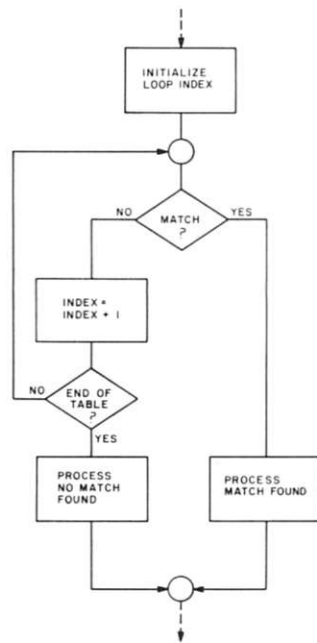 INITIALIZE
LOOP INDEX
NO
MATCH
?
YES
INDEX =
INDEX + 1
NO
END OF
TABLE
?
YES
PROCESS
NO MATCH
FOUND
PROCESS
MATCH FOUND